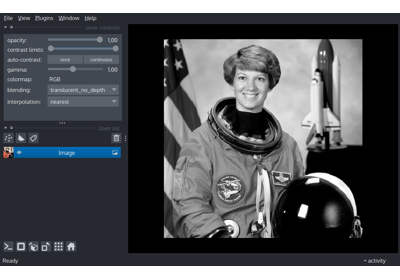 File View Plugins Window Help
layer controls
opacity: 1.00
contrast limits:
auto-contrast: once continuous
gamma: 1.00
colormap: RGB
blending: translucent_no_depth
interpolation: nearest
layer list
Image
Ready
activity